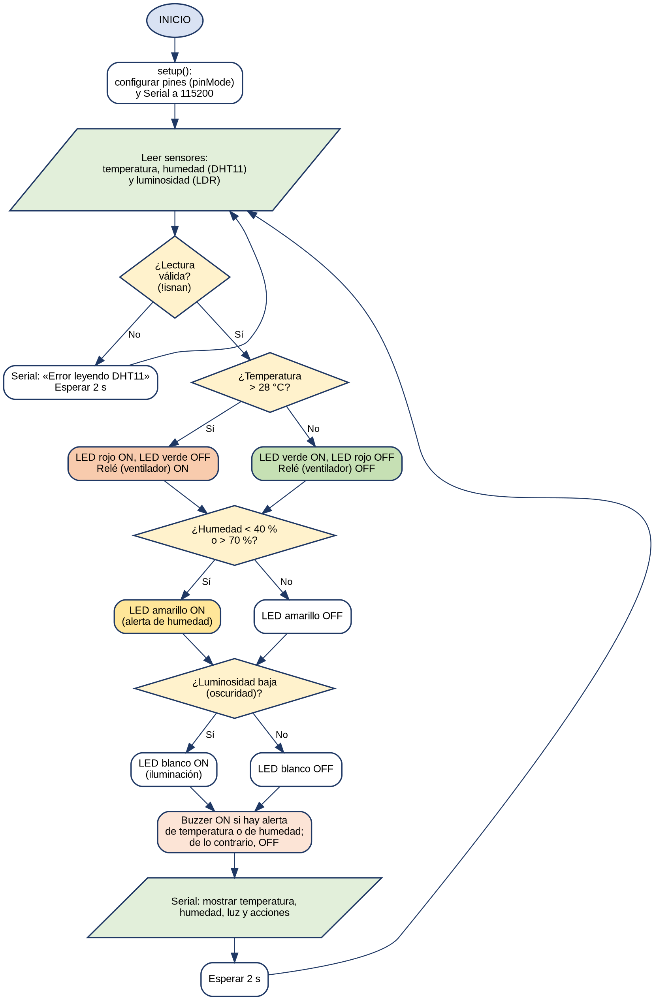 INICIO
setup():
configurar pines (pinMode)
y Serial a 115200
Leer sensores:
temperatura, humedad (DHT11)
y luminosidad (LDR)
¿Lectura
válida?
(!isnan)
No
Sí
Serial: «Error leyendo DHT11»
Esperar 2 s
¿Temperatura
> 28 °C?
Sí
No
LED rojo ON, LED verde OFF
Relé (ventilador) ON
LED verde ON, LED rojo OFF
Relé (ventilador) OFF
¿Humedad < 40 %
o > 70 %?
Sí
No
LED amarillo ON
(alerta de humedad)
LED amarillo OFF
¿Luminosidad baja
(oscuridad)?
Sí
No
LED blanco ON
(iluminación)
LED blanco OFF
Buzzer ON si hay alerta
de temperatura o de humedad;
de lo contrario, OFF
Serial: mostrar temperatura,
humedad, luz y acciones
Esperar 2 s